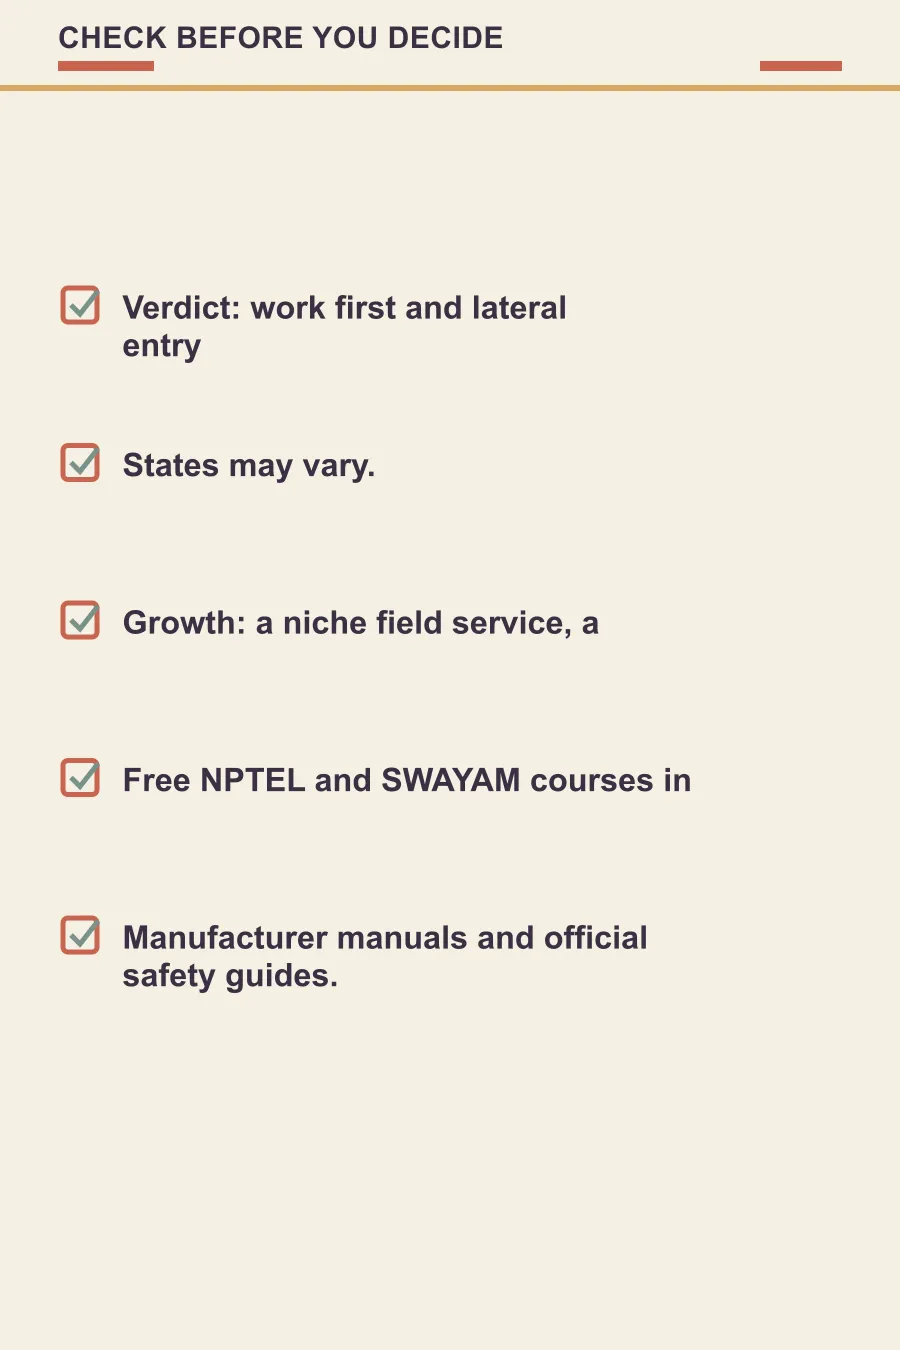 CHECK BEFORE YOU DECIDE
Verdict: work first and lateral
entry
States may vary.
Growth: a niche field service, a
Free NPTEL and SWAYAM courses in
Manufacturer manuals and official
safety guides.